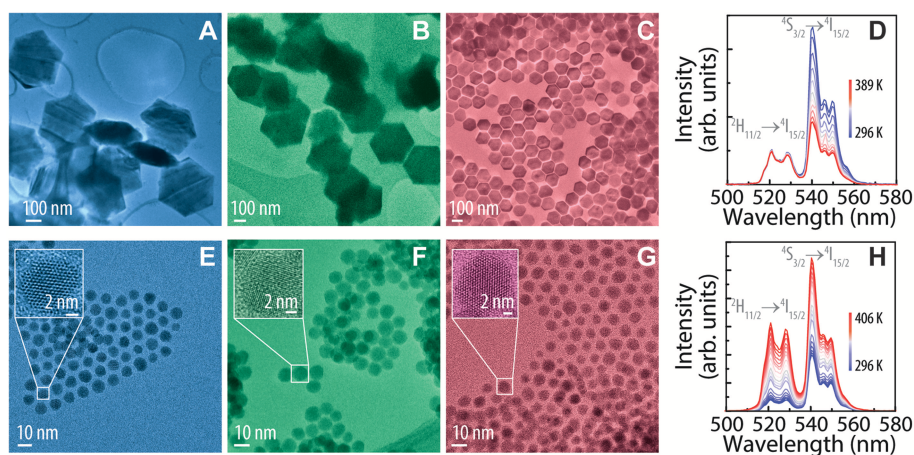 A
100 nm
B
100 nm
C
100 nm
D
Intensity
(arb. units)
⁴S₃/₂→⁴I₁₅/₂
²H₁₁/₂→⁴I₁₅/₂
389 K
296 K
500 520 540 560 580
Wavelength (nm)
E
2 nm
10 nm
F
2 nm
10 nm
G
2 nm
10 nm
H
Intensity
(arb. units)
⁴S₃/₂→⁴I₁₅/₂
²H₁₁/₂→⁴I₁₅/₂
406 K
296 K
500 520 540 560 580
Wavelength (nm)